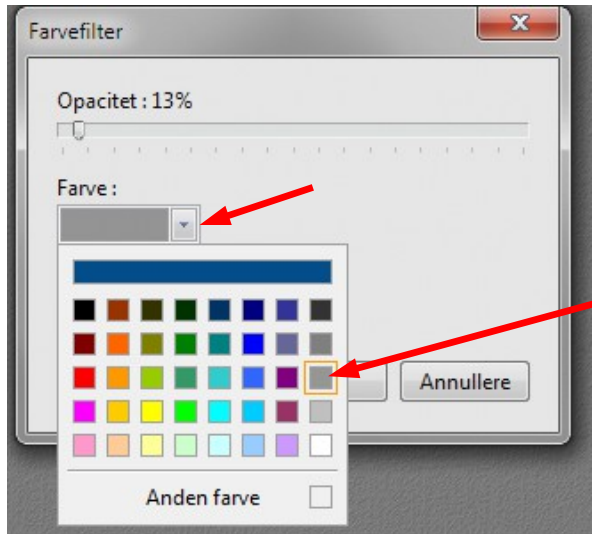 Farvefilter
Opacitet : 13%
Farve :
Annullere
Anden farve